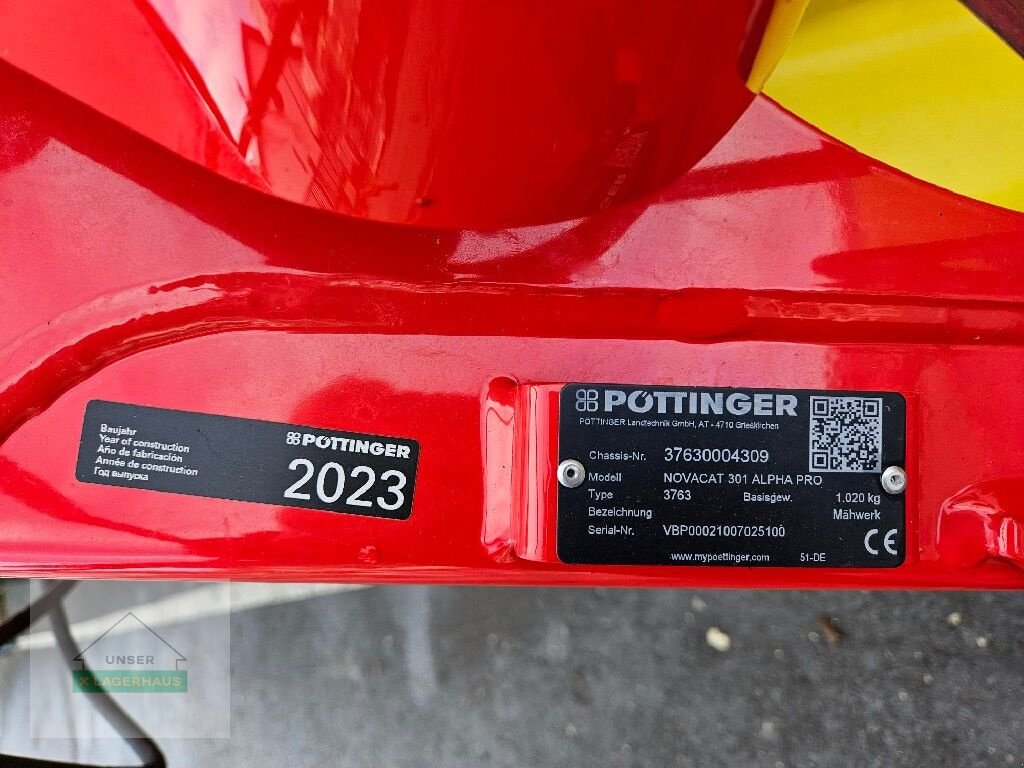 Baujahr
Year of construction
Año de fabricación
Année de construction
Год выпуска
PÖTTINGER
2023
PÖTTINGER
PÖTTINGER Landtechnik GmbH, AT - 4710 Grieskirchen
Chassis-Nr. 37630004309
Modell NOVACAT 301 ALPHA PRO
Type 3763 Basisgew. 1.020 kg
Bezeichnung Mähwerk
Serial-Nr. VBP00021007025100
www.mypoettinger.com 51-DE CE
UNSER
X LAGERHAUS